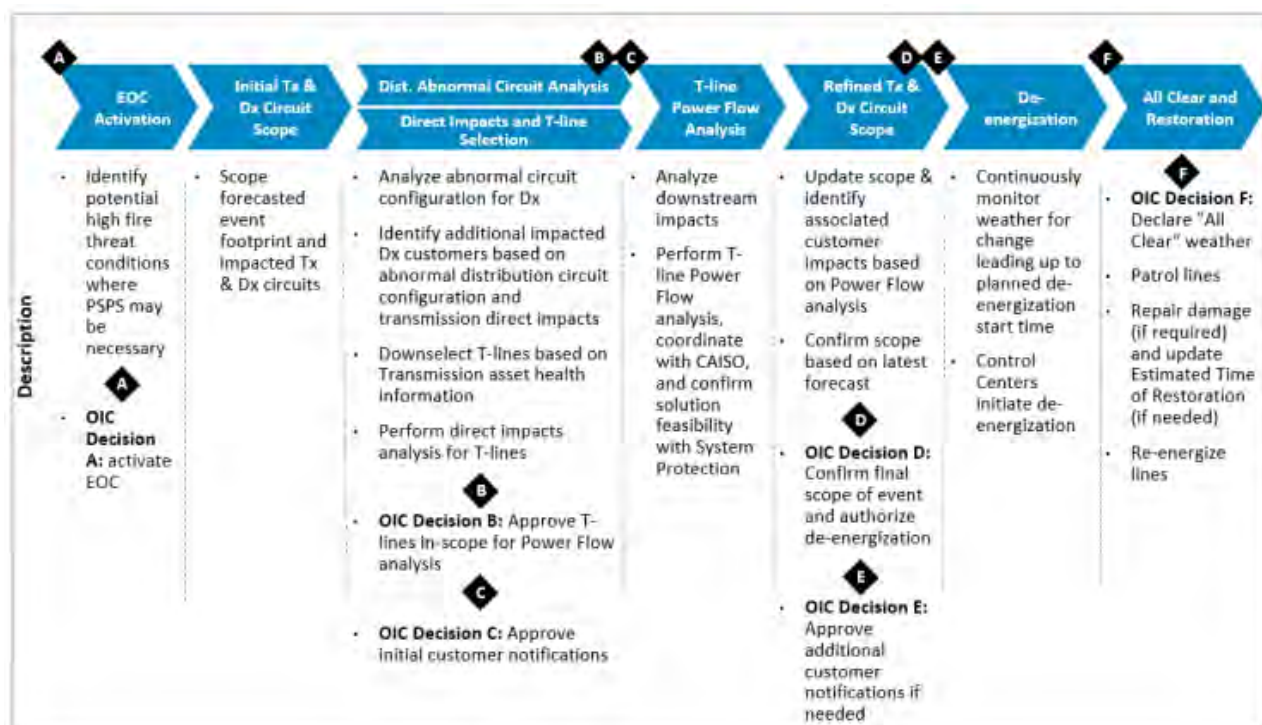 A
B
C
D
E
F
EOC
Activation
Initial Tx &
Dx Circuit
Scope
Dist. Abnormal Circuit Analysis
Direct Impacts and T-line
Selection
T-line
Power Flow
Analysis
Refined Tx &
Dx Circuit
Scope
De-
energization
All Clear and
Restoration
Description
• Identify
potential
high fire
threat
conditions
where
PSPS may
be
necessary
A
• OIC
Decision
A: activate
EOC
• Scope
forecasted
event
footprint and
impacted Tx
& Dx circuits
• Analyze abnormal circuit
configuration for Dx
• Identify additional impacted
Dx customers based on
abnormal distribution circuit
configuration and
transmission direct impacts
• Downselect T-lines based on
Transmission asset health
information
• Perform direct impacts
analysis for T-lines
B
• OIC Decision B: Approve T-
lines in-scope for Power Flow
analysis
C
• OIC Decision C: Approve
initial customer notifications
• Analyze
downstream
impacts
• Perform T-
line Power
Flow
analysis,
coordinate
with CAISO,
and confirm
solution
feasibility
with System
Protection
• Update scope &
identify
associated
customer
impacts based
on Power Flow
analysis
• Confirm scope
based on latest
forecast
D
• OIC Decision D:
Confirm final
scope of event
and authorize
de-energization
E
• OIC Decision E:
Approve
additional
customer
notifications if
needed
• Continuously
monitor
weather for
change
leading up to
planned de-
energization
start time
• Control
Centers
initiate de-
energization
F
• OIC Decision F:
Declare "All
Clear" weather
• Patrol lines
• Repair damage
(if required)
and update
Estimated Time
of Restoration
(if needed)
• Re-energize
lines